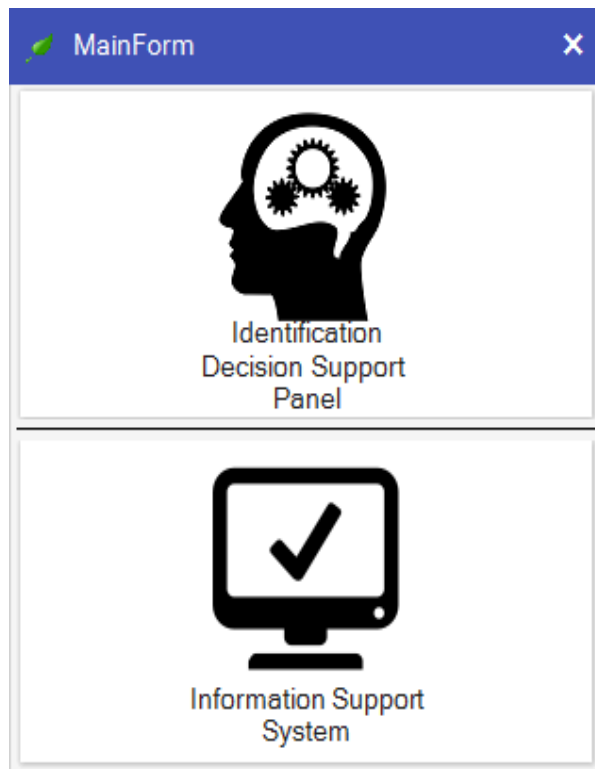 MainForm
Identification
Decision Support
Panel
Information Support
System